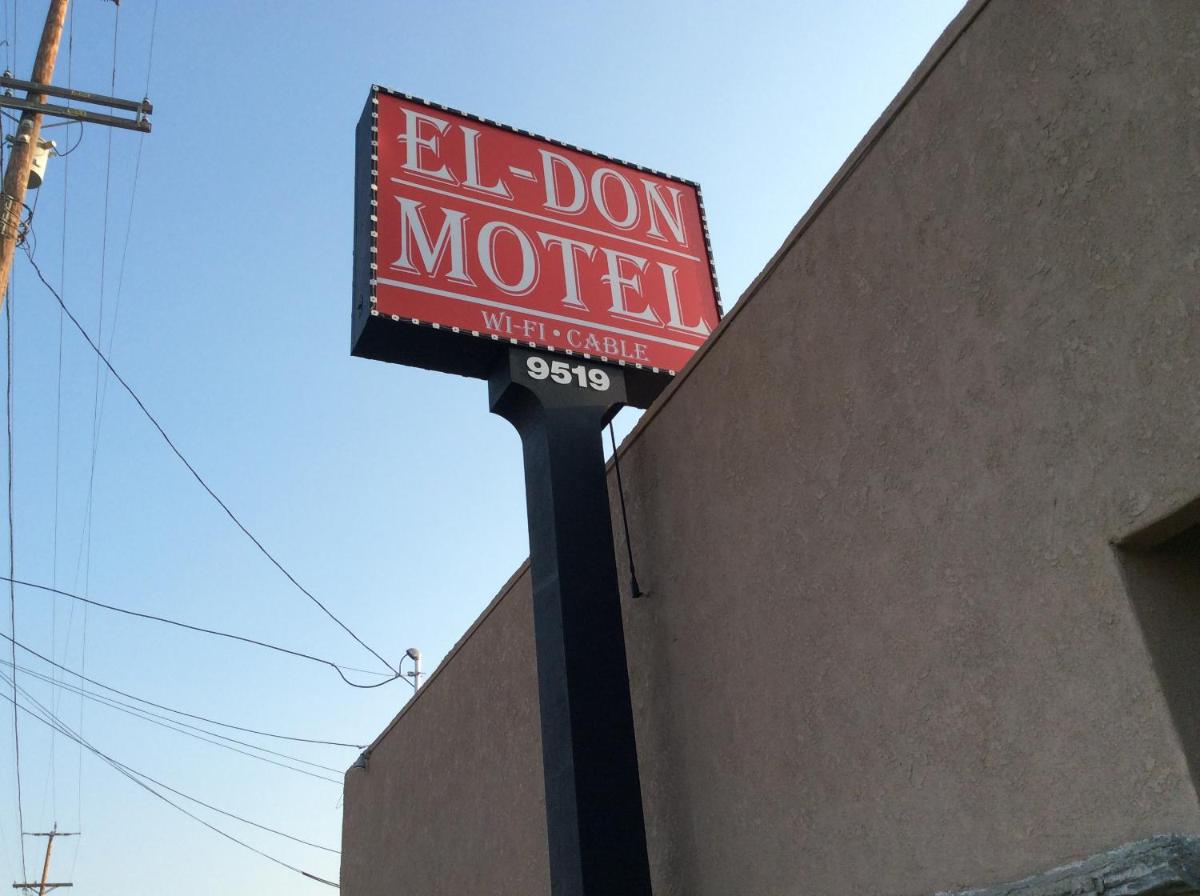 EL-DON
MOTEL
WI-FI • CABLE
9519